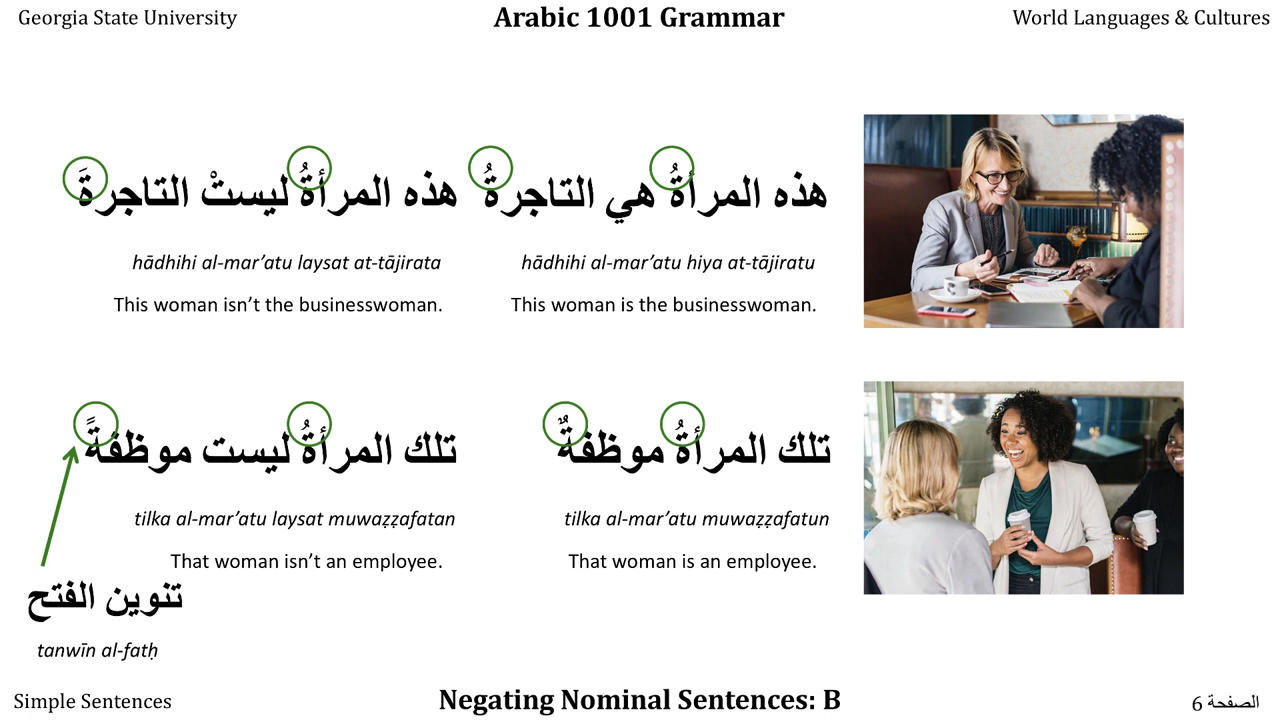 Georgia State University
Arabic 1001 Grammar
World Languages & Cultures
هذه المرأةُ هي التاجرةُ
hādhihi al-mar’atu hiya at-tājiratu
This woman is the businesswoman.
هذه المرأةُ ليستْ التاجرةَ
hādhihi al-mar’atu laysat at-tājirata
This woman isn’t the businesswoman.
تلك المرأةُ موظفةٌ
tilka al-mar’atu muwaẓẓafatun
That woman is an employee.
تلك المرأةُ ليست موظفةً
tilka al-mar’atu laysat muwaẓẓafatan
That woman isn’t an employee.
تنوين الفتح
tanwīn al-fatḥ
Simple Sentences
Negating Nominal Sentences: B
الصفحة 6